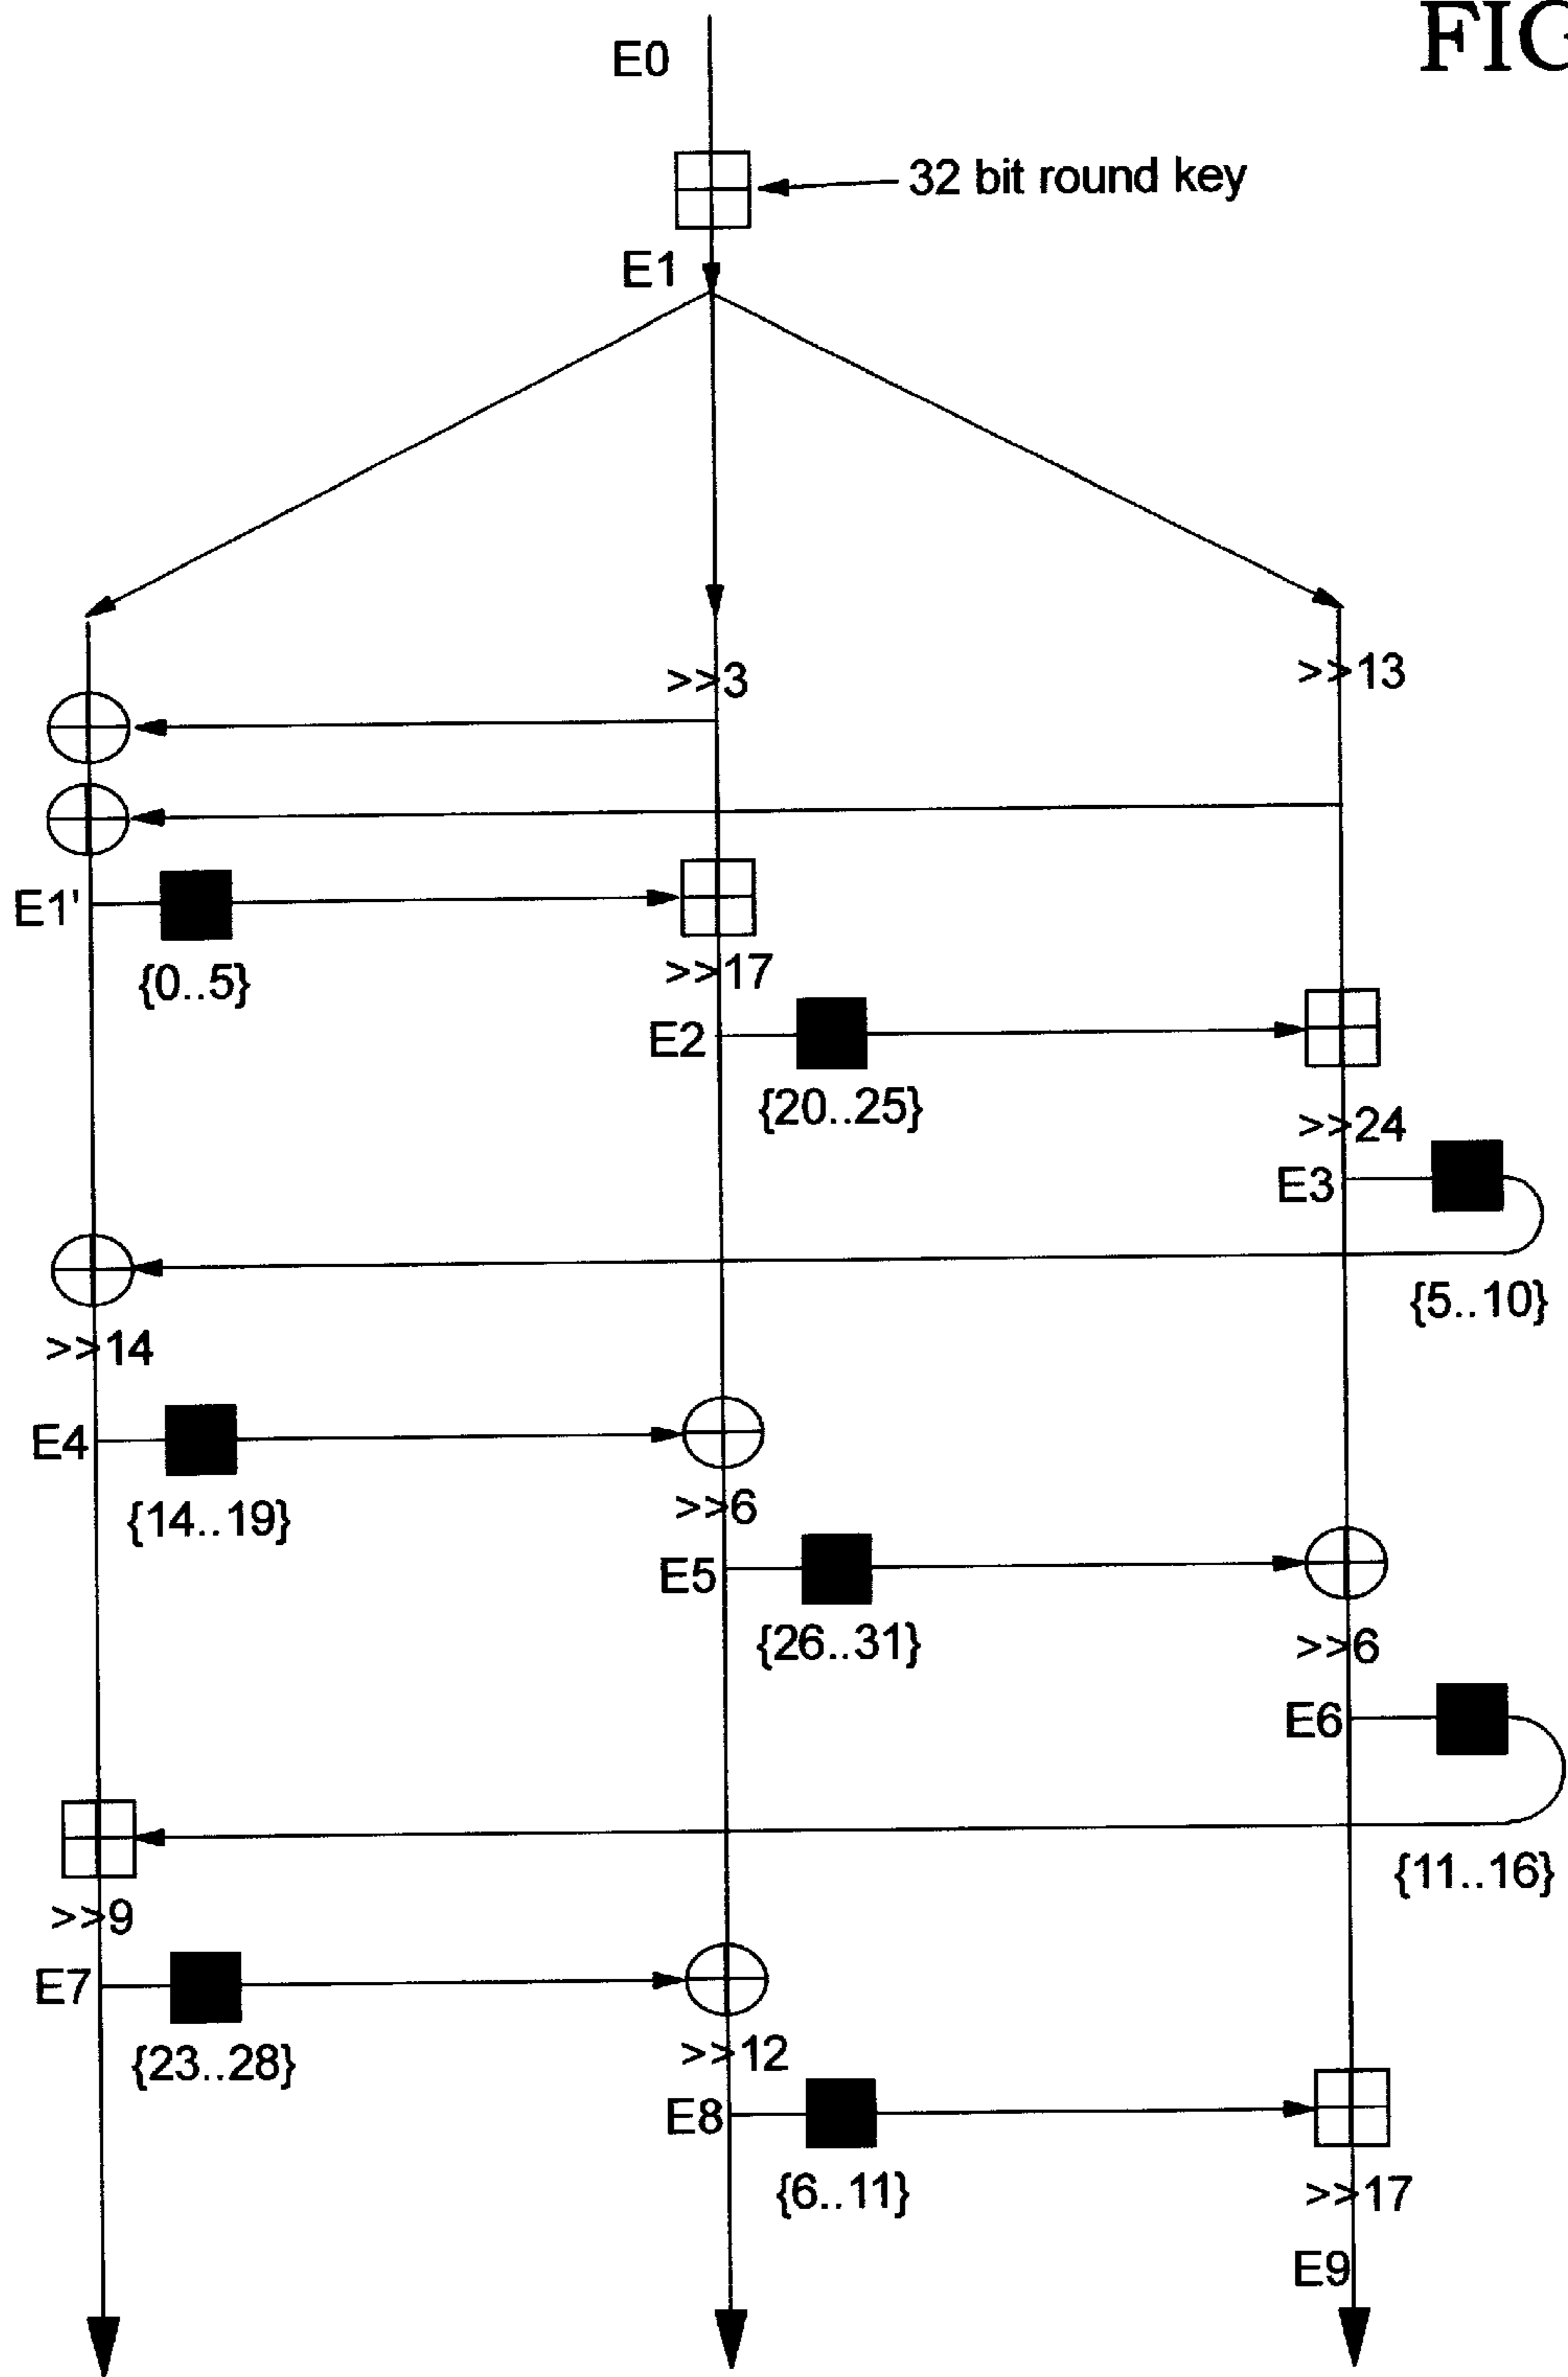 FIG
E0
32 bit round key
E1
>>3
>>13
E1'
{0..5}
>>17
E2
{20..25}
>>24
E3
{5..10}
>>14
E4
{14..19}
>>6
E5
{26..31}
>>6
E6
{11..16}
>>9
E7
{23..28}
>>12
E8
{6..11}
>>17
E9